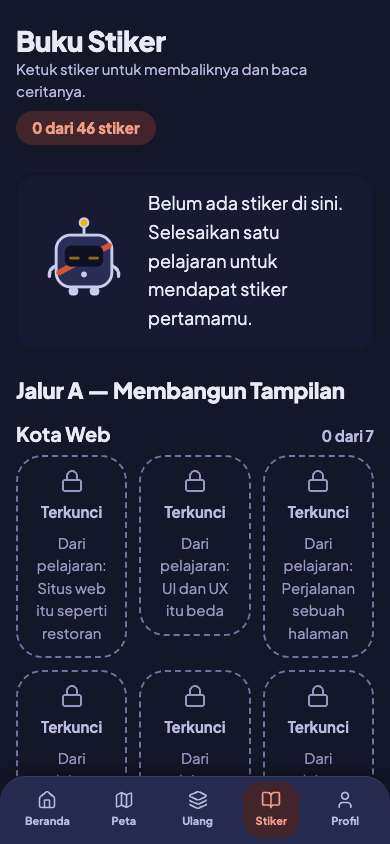 Buku Stiker
Ketuk stiker untuk membaliknya dan baca
ceritanya.
0 dari 46 stiker
Belum ada stiker di sini.
Selesaikan satu
pelajaran untuk
mendapat stiker
pertamamu.
Jalur A — Membangun Tampilan
Kota Web
0 dari 7
Terkunci
Dari
pelajaran:
Situs web
itu seperti
restoran
Terkunci
Dari
pelajaran:
UI dan UX
itu beda
Terkunci
Dari
pelajaran:
Perjalanan
sebuah
halaman
Terkunci
Dari
Terkunci
Dari
Terkunci
Dari
Beranda
Peta
Ulang
Stiker
Profil